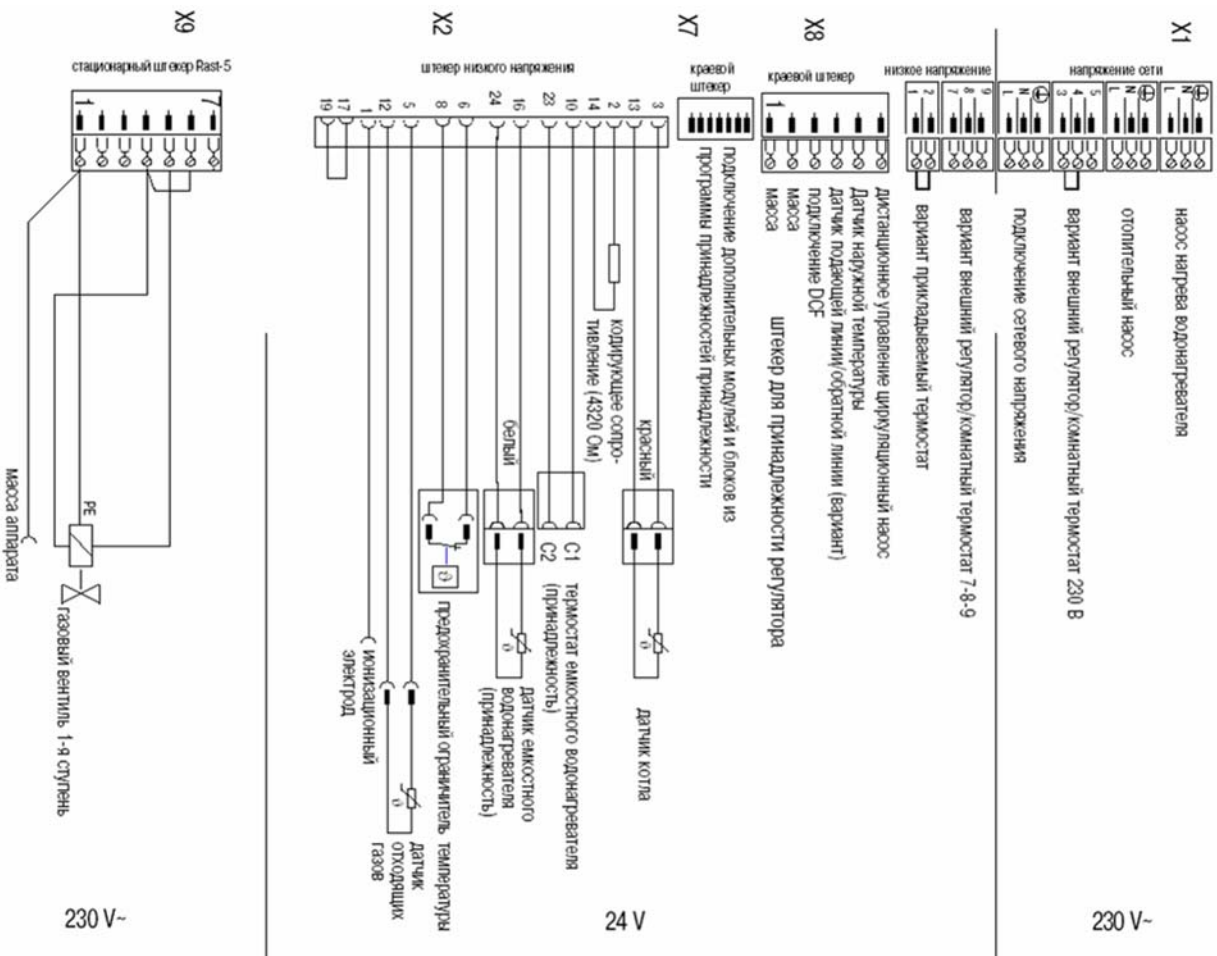 X9
X2
X7
X8
X1
стационарный штекер Rast-5
штекер низкого напряжения
краевой
штекер
краевой штекер
низкое напряжение
напряжение сети
1
7
19
17
1
12
5
8
6
24
16
23
10
14
2
13
3
1
1
2
7
8
9
L
N
3
4
5
L
N
L
N
насос нагрева водонагревателя
отопительный насос
вариант внешний регулятор/комнатный термостат 230 В
подключение сетевого напряжения
вариант внешний регулятор/комнатный термостат 7-8-9
вариант прикладываемый термостат
дистанционное управление циркуляционный насос
Датчик наружной температуры
датчик подающей линии/обратной линии (вариант)
подключение DCF
масса
масса
штекер для принадлежности регулятора
подключение дополнительных модулей и блоков из
программы принадлежностей принадлежности
красный
датчик котла
кодирующее сопро-
тивление (4320 Ом)
C1
C2
термостат емкостного водонагревателя
(принадлежность)
белый
датчик емкостного
водонагревателя
(принадлежность)
ϑ
ϑ
ϑ
ϑ
предохранительный ограничитель температуры
датчик
отходящих
газов
ионизационный
электрод
PE
газовый вентиль 1-я ступень
масса аппарата
230 V~
24 V
230 V~